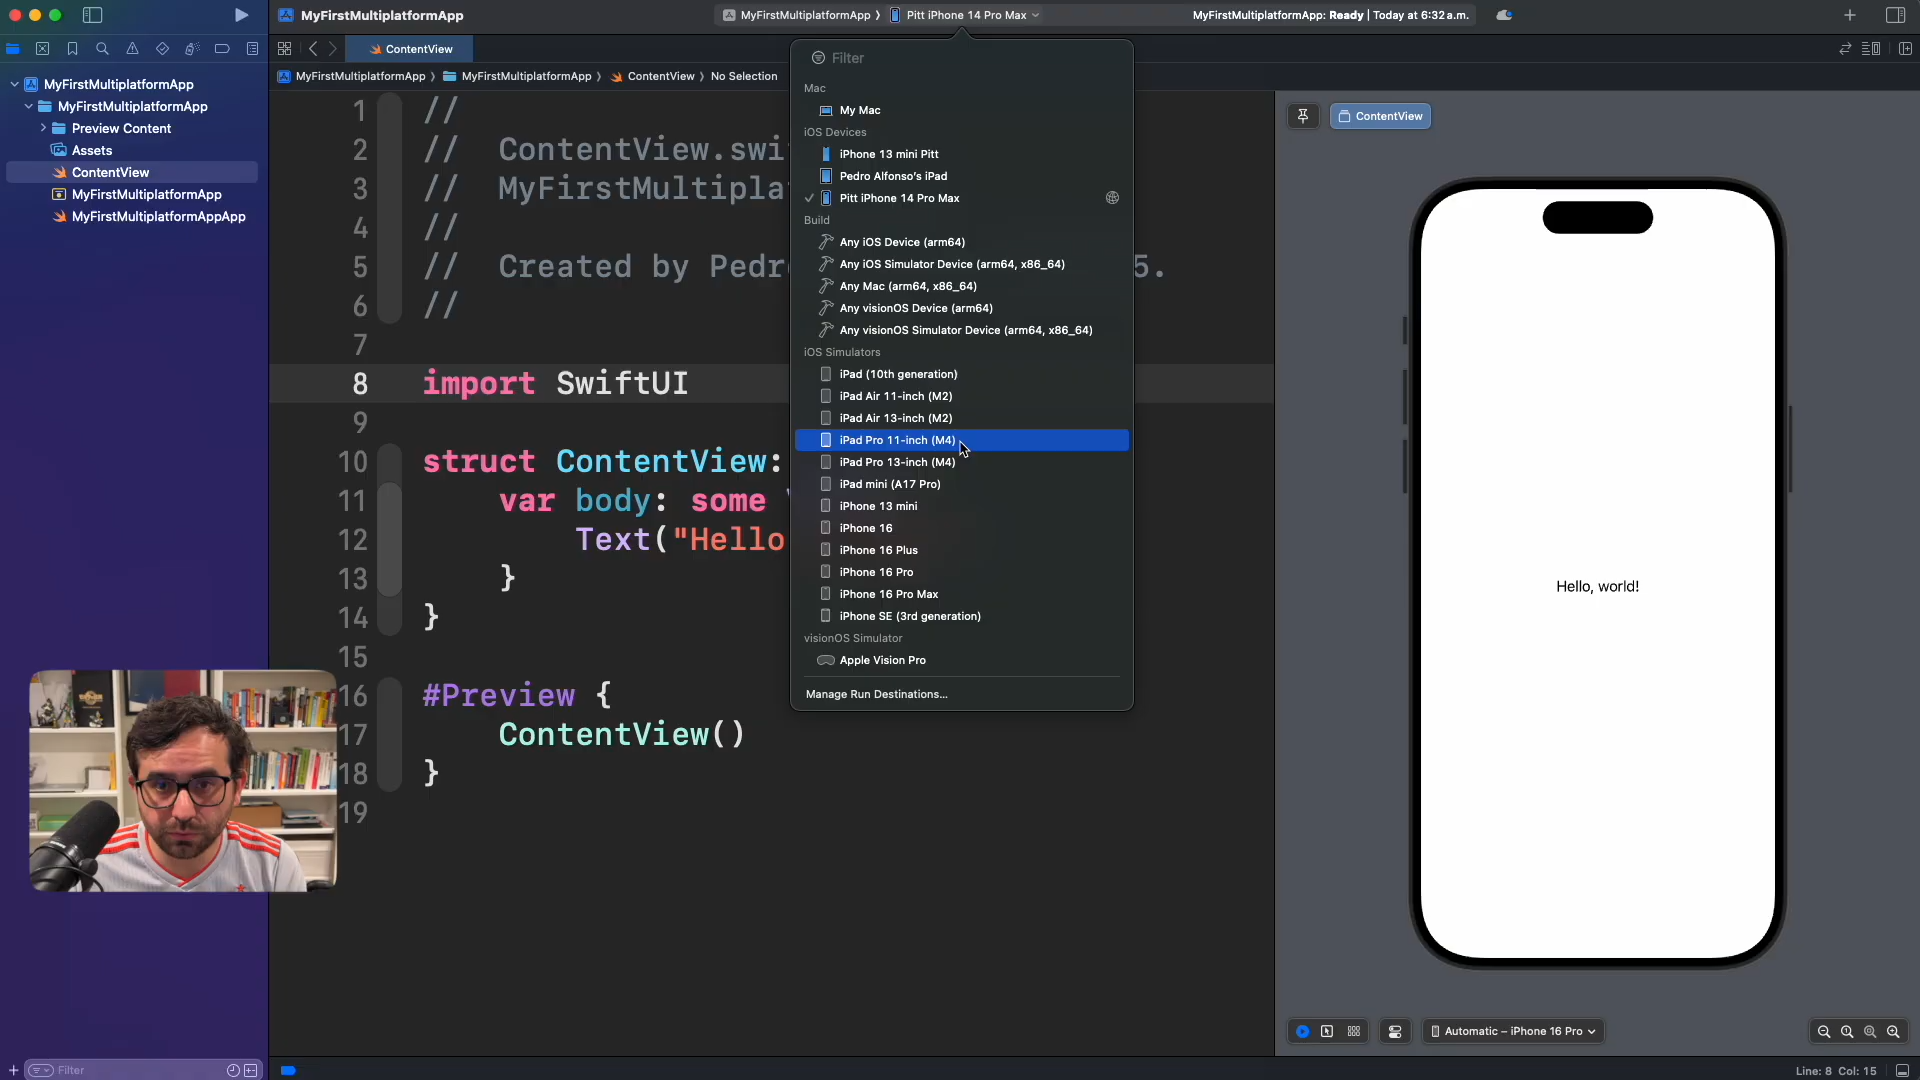 MyFirstMultiplatformApp
MyFirstMultiplatformApp
Pitt iPhone 14 Pro Max
MyFirstMultiplatformApp: Ready | Today at 6:32 a.m.
ContentView
MyFirstMultiplatformApp
MyFirstMultiplatformApp
ContentView
No Selection
MyFirstMultiplatformApp
MyFirstMultiplatformApp
Preview Content
Assets
ContentView
MyFirstMultiplatformApp
MyFirstMultiplatformAppApp
Filter
1 //
2 // ContentView.swi
3 // MyFirstMultipla
4 //
5 // Created by Pedr 5.
6 //
7
8 import SwiftUI
9
10 struct ContentView:
11 var body: some
12 Text("Hello
13 }
14 }
15
16 #Preview {
17 ContentView()
18 }
19
Filter
Mac
My Mac
iOS Devices
iPhone 13 mini Pitt
Pedro Alfonso's iPad
Pitt iPhone 14 Pro Max
Build
Any iOS Device (arm64)
Any iOS Simulator Device (arm64, x86_64)
Any Mac (arm64, x86_64)
Any visionOS Device (arm64)
Any visionOS Simulator Device (arm64, x86_64)
iOS Simulators
iPad (10th generation)
iPad Air 11-inch (M2)
iPad Air 13-inch (M2)
iPad Pro 11-inch (M4)
iPad Pro 13-inch (M4)
iPad mini (A17 Pro)
iPhone 13 mini
iPhone 16
iPhone 16 Plus
iPhone 16 Pro
iPhone 16 Pro Max
iPhone SE (3rd generation)
visionOS Simulator
Apple Vision Pro
Manage Run Destinations...
ContentView
Hello, world!
Automatic – iPhone 16 Pro
Line: 8 Col: 15